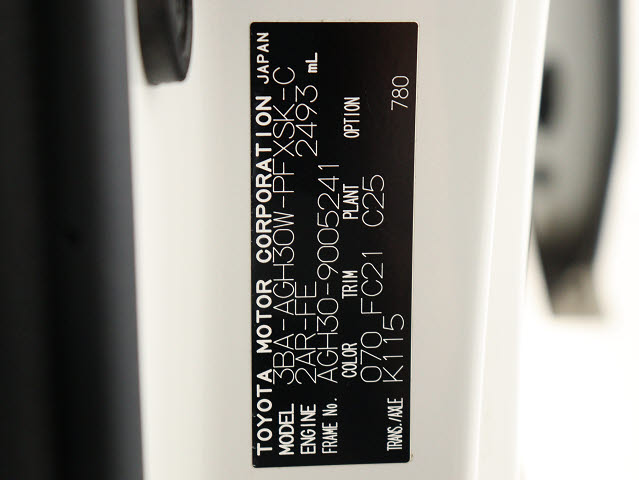 TOYOTA MOTOR CORPORATION JAPAN
MODEL 3BA-AGH30W-PFXSK-C
ENGINE 2AR-FE 2493 mL
FRAME No. AGH30-9005241
COLOR TRIM PLANT OPTION
070 FC21 C25
TRANS./AXLE K115 780